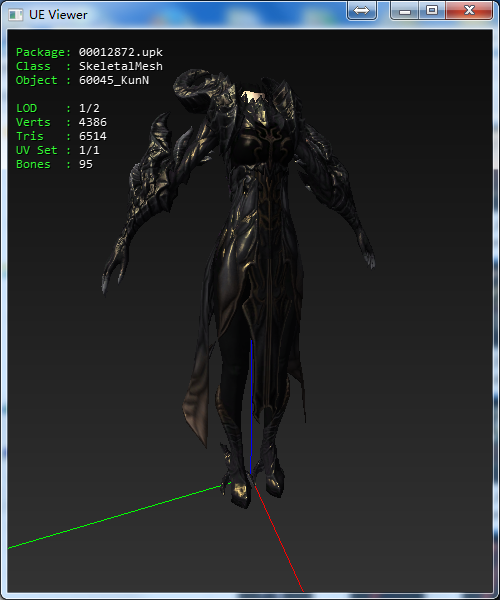 UE Viewer
Package: 00012872.upk
Class  : SkeletalMesh
Object : 60045_KunN
LOD    : 1/2
Verts  : 4386
Tris   : 6514
UV Set : 1/1
Bones  : 95